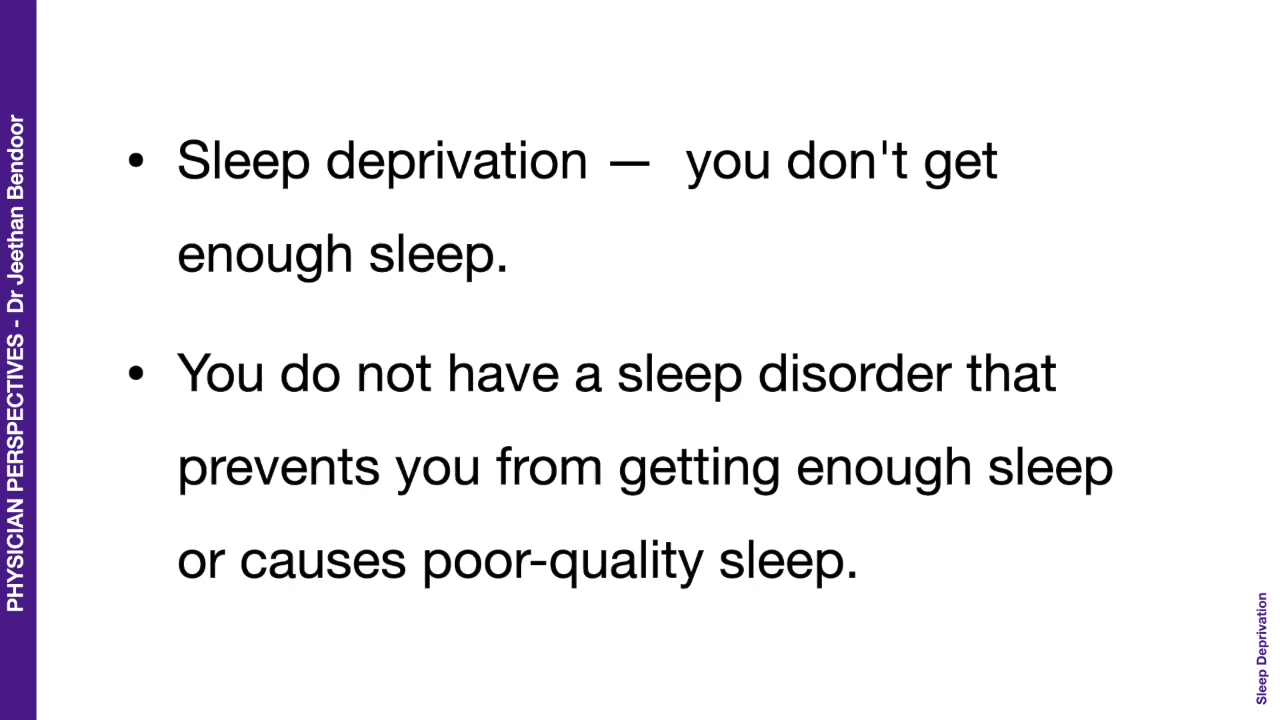 PHYSICIAN PERSPECTIVES - Dr Jeethan Bendoor
• Sleep deprivation — you don't get
enough sleep.
• You do not have a sleep disorder that
prevents you from getting enough sleep
or causes poor-quality sleep.
Sleep Deprivation